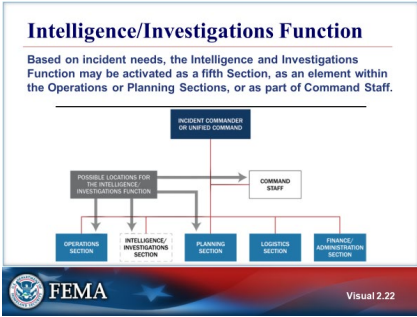 Intelligence/Investigations Function
Based on incident needs, the Intelligence and Investigations
Function may be activated as a fifth Section, as an element within
the Operations or Planning Sections, or as part of Command Staff.
INCIDENT COMMANDER
OR UNIFIED COMMAND
POSSIBLE LOCATIONS FOR
THE INTELLIGENCE/
INVESTIGATIONS FUNCTION
COMMAND
STAFF
OPERATIONS
SECTION
INTELLIGENCE/
INVESTIGATIONS
SECTION
PLANNING
SECTION
LOGISTICS
SECTION
FINANCE/
ADMINISTRATION
SECTION
FEMA
Visual 2.22